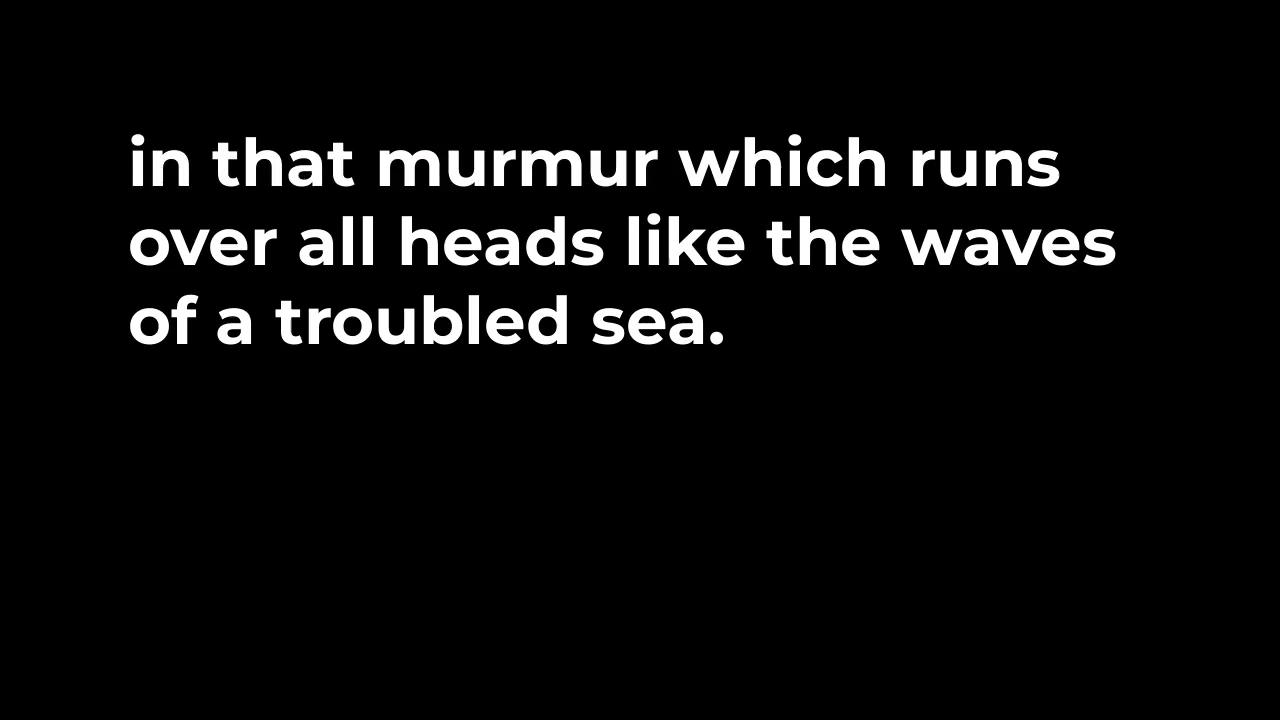 in that murmur which runs
over all heads like the waves
of a troubled sea.